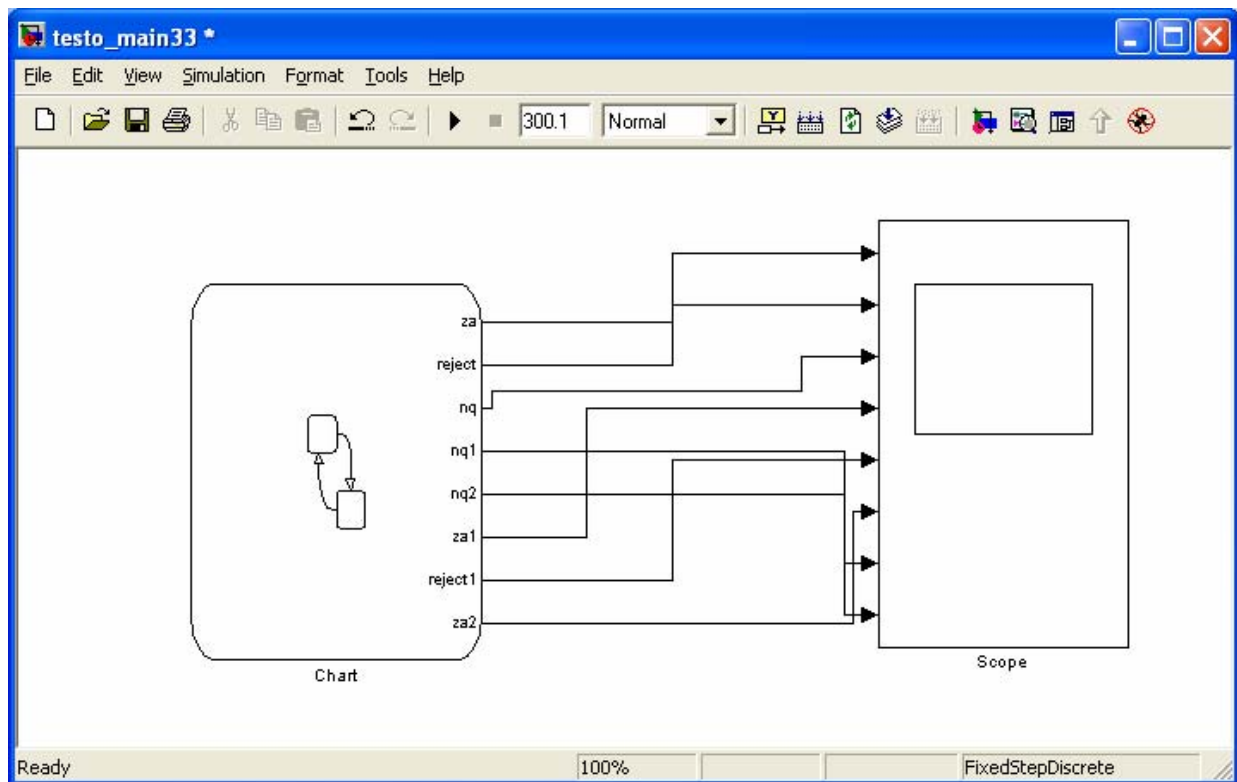 testo_main33 *
File Edit View Simulation Format Tools Help
300.1 Normal
za
reject
nq
nq1
nq2
za1
reject1
za2
Chart
Scope
Ready 100% FixedStepDiscrete